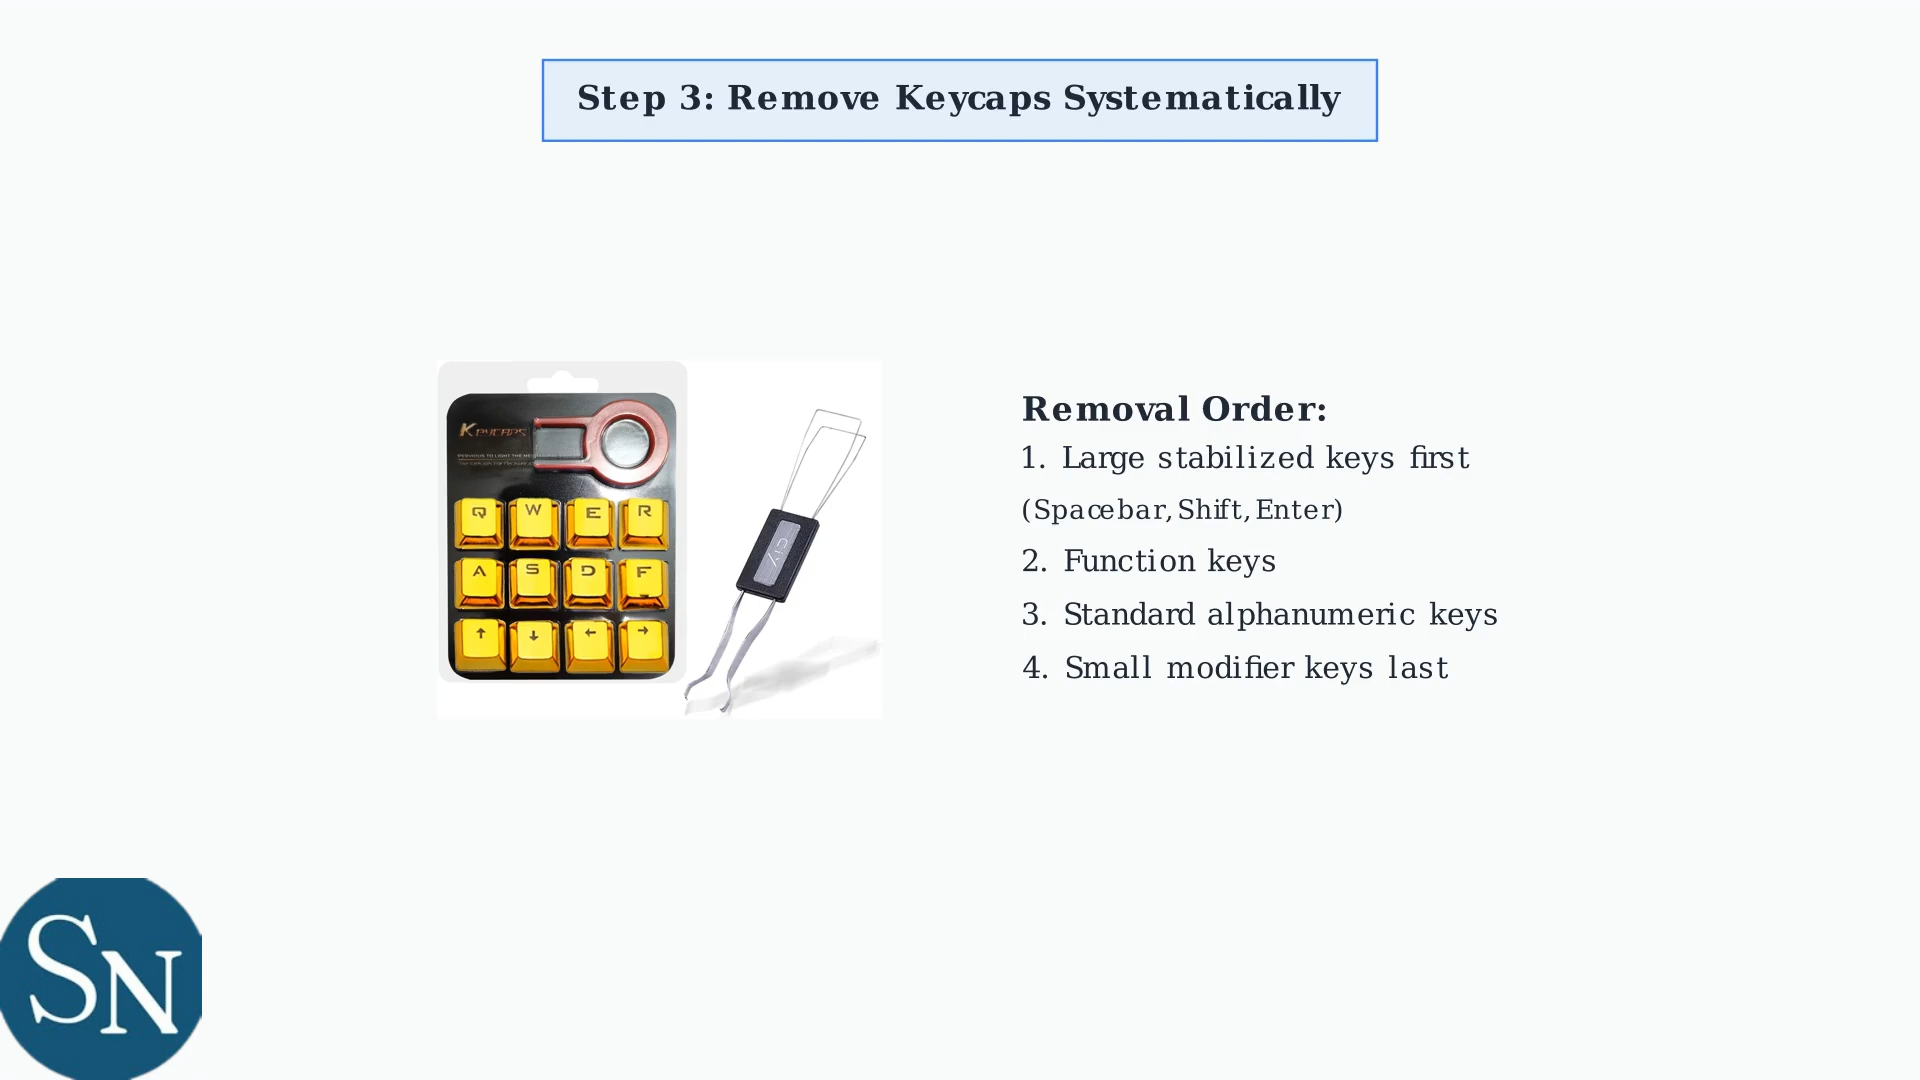 Step 3: Remove Keycaps Systematically
KEYCAPS
Q W E R
A S D F
↑ ↓ ← →
Removal Order:
1. Large stabilized keys first
(Spacebar, Shift, Enter)
2. Function keys
3. Standard alphanumeric keys
4. Small modifier keys last
SN